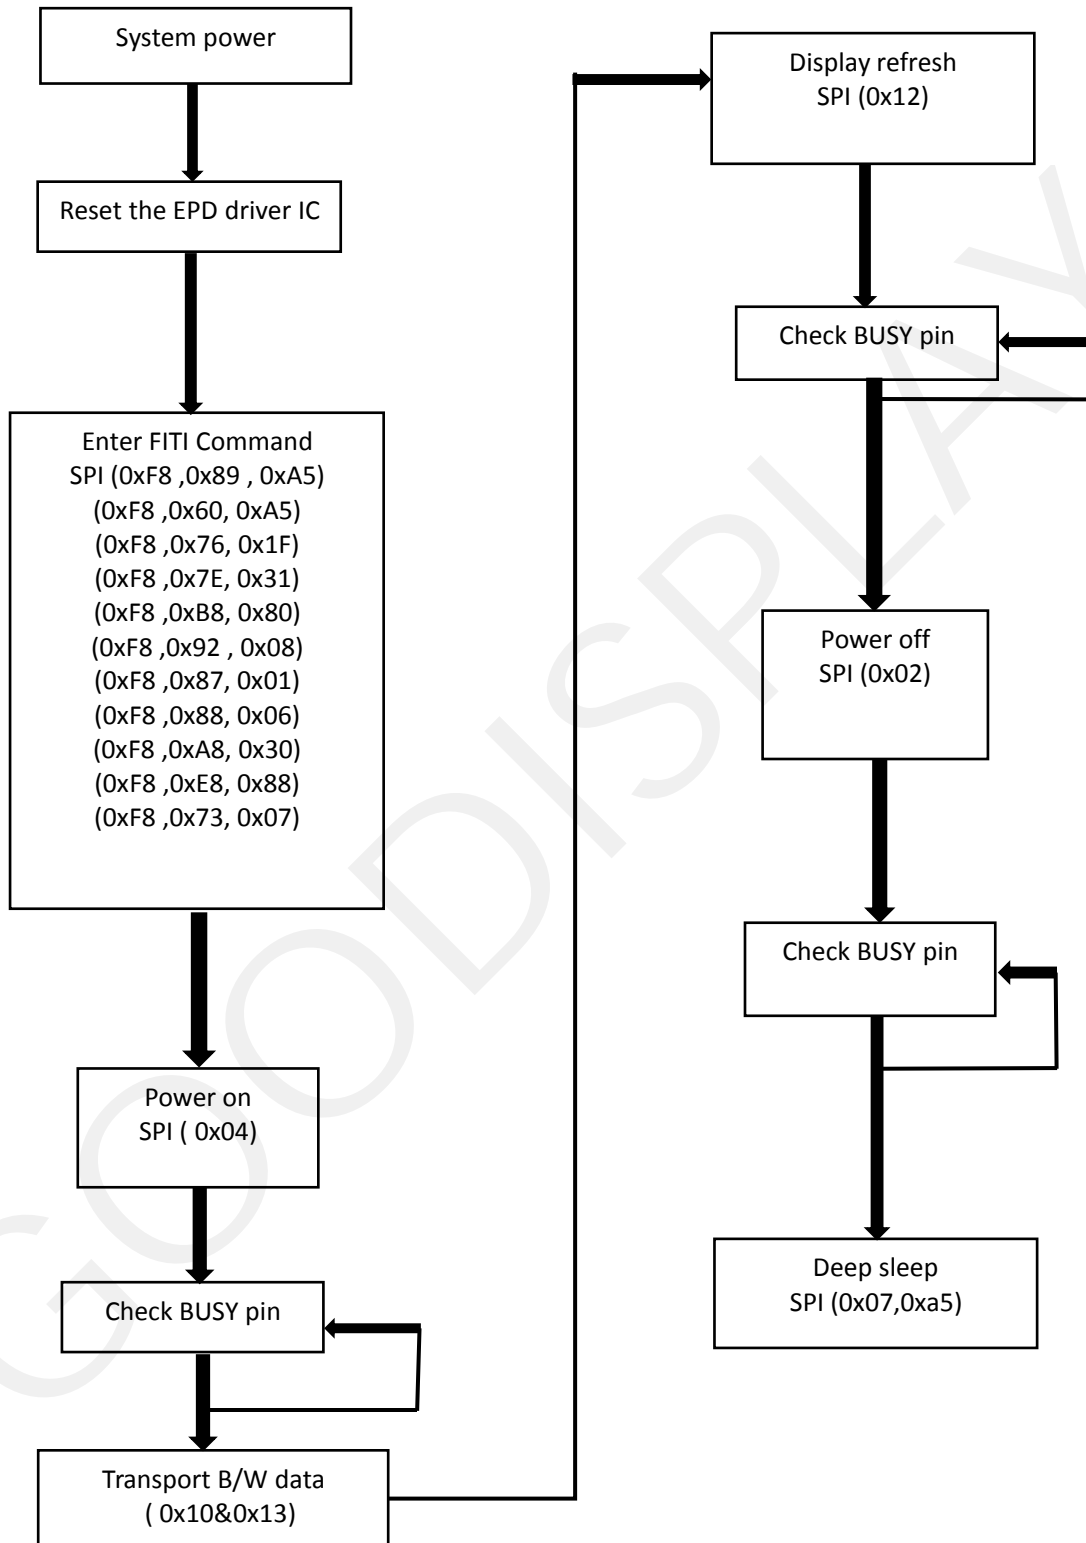 System power
Reset the EPD driver IC
Enter FITI Command
SPI (0xF8 ,0x89 , 0xA5)
(0xF8 ,0x60, 0xA5)
(0xF8 ,0x76, 0x1F)
(0xF8 ,0x7E, 0x31)
(0xF8 ,0xB8, 0x80)
(0xF8 ,0x92 , 0x08)
(0xF8 ,0x87, 0x01)
(0xF8 ,0x88, 0x06)
(0xF8 ,0xA8, 0x30)
(0xF8 ,0xE8, 0x88)
(0xF8 ,0x73, 0x07)
Power on
SPI ( 0x04)
Check BUSY pin
Transport B/W data
( 0x10&0x13)
Display refresh
SPI (0x12)
Check BUSY pin
Power off
SPI (0x02)
Check BUSY pin
Deep sleep
SPI (0x07,0xa5)
GOODISPLAY